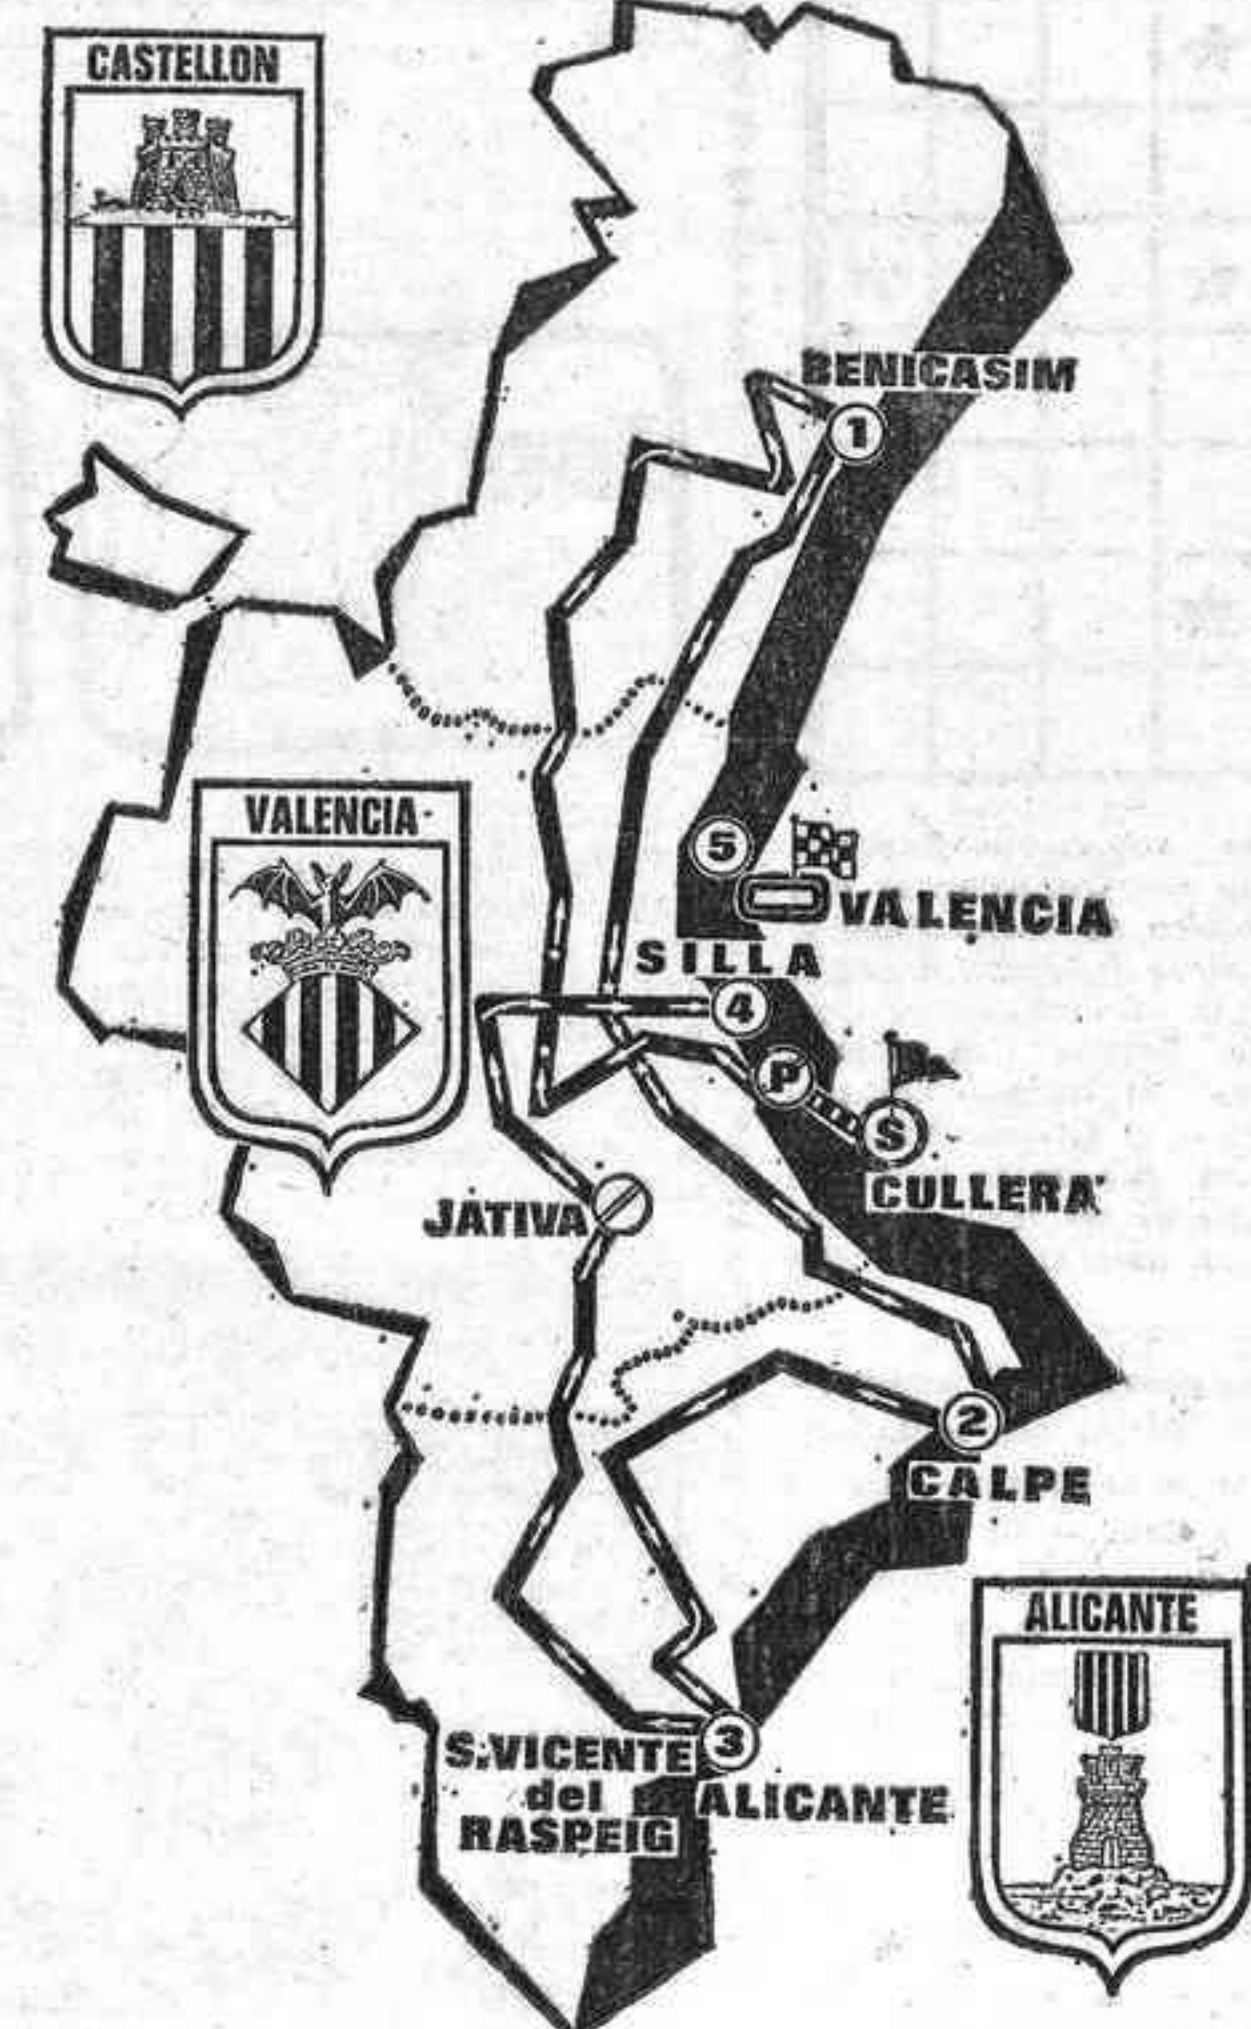 CASTELLON
BENICASIM
1
VALENCIA
5
VALENCIA
SILLA
4
P
S
CULLERA
JATIVA
2
CALPE
ALICANTE
3
S.VICENTE
del
RASPEIG
ALICANTE